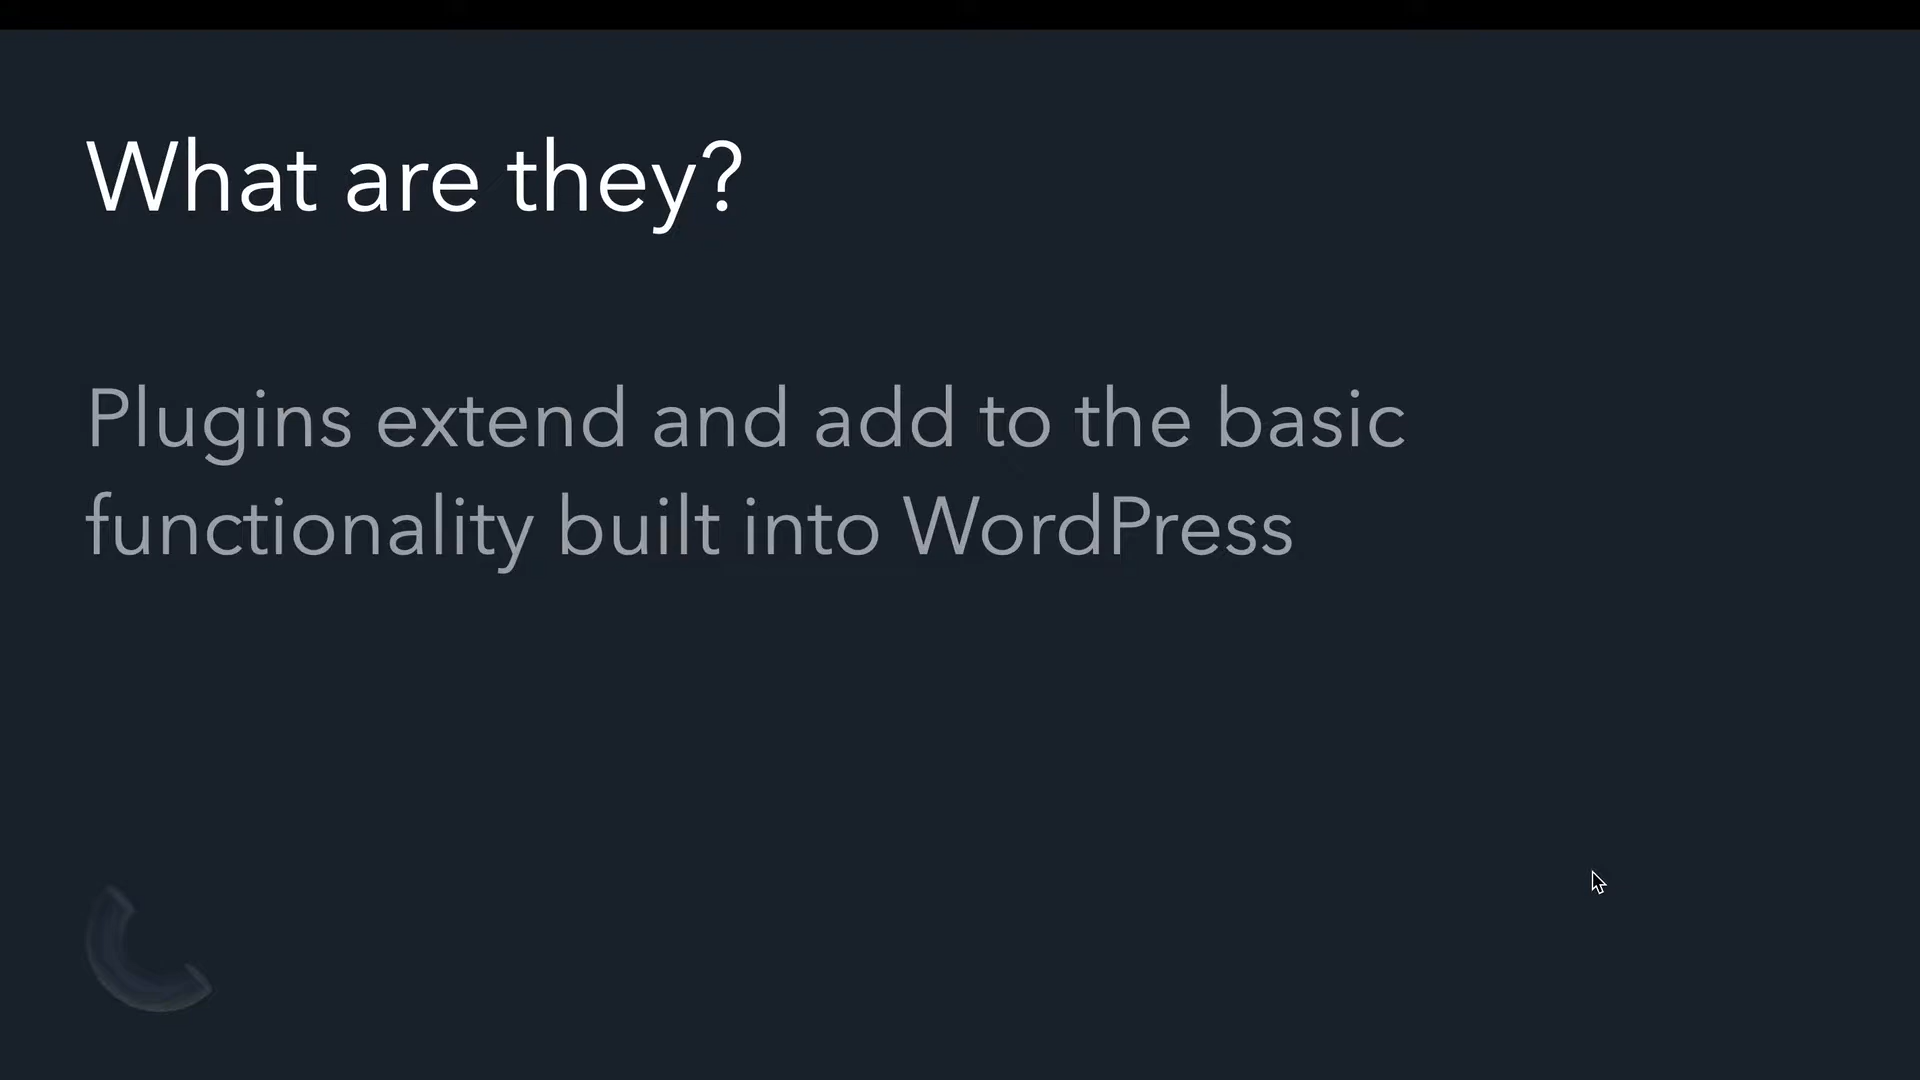 What are they?
Plugins extend and add to the basic
functionality built into WordPress